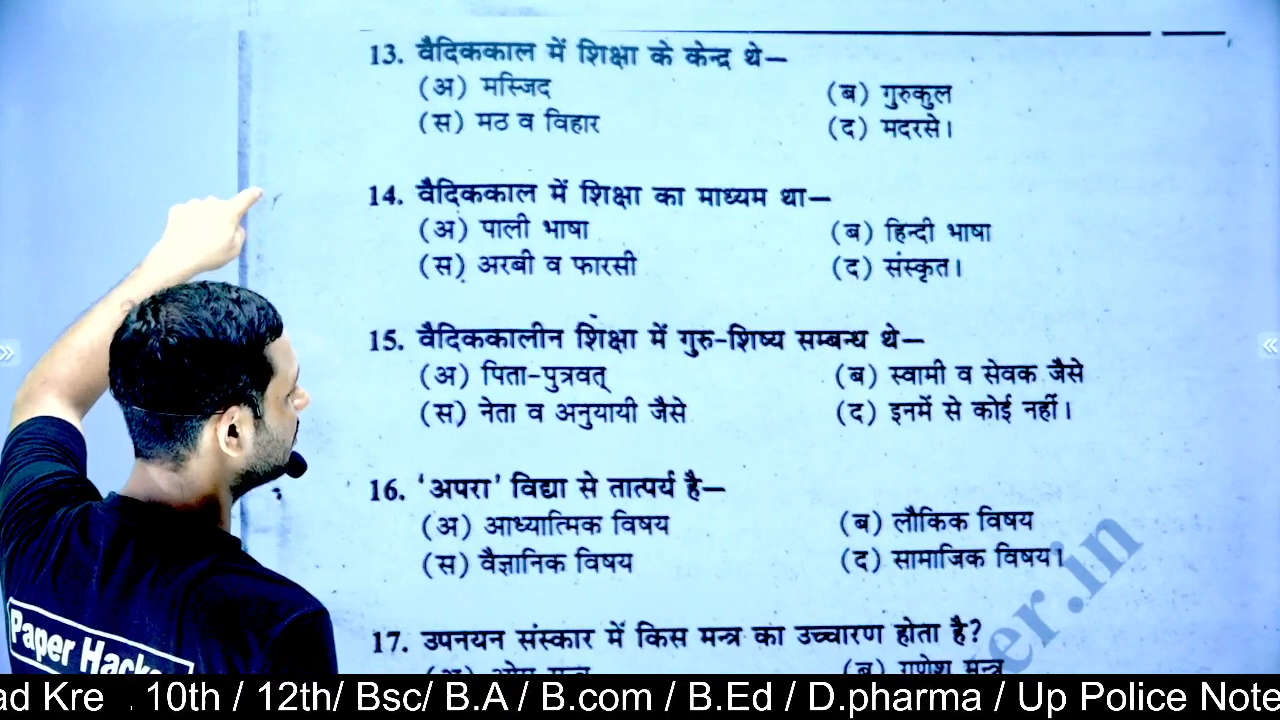 13. वैदिककाल में शिक्षा के केन्द्र थे—
(अ) मस्जिद (ब) गुरुकुल
(स) मठ व विहार (द) मदरसे।
14. वैदिककाल में शिक्षा का माध्यम था—
(अ) पाली भाषा (ब) हिन्दी भाषा
(स) अरबी व फारसी (द) संस्कृत।
15. वैदिककालीन शिक्षा में गुरु-शिष्य सम्बन्ध थे—
(अ) पिता-पुत्रवत् (ब) स्वामी व सेवक जैसे
(स) नेता व अनुयायी जैसे (द) इनमें से कोई नहीं।
16. ‘अपरा’ विद्या से तात्पर्य है—
(अ) आध्यात्मिक विषय (ब) लौकिक विषय
(स) वैज्ञानिक विषय (द) सामाजिक विषय।
17. उपनयन संस्कार में किस मन्त्र का उच्चारण होता है?
(ब) गणेश मन्त्र
er.in
Paper Hack
ad Kre . 10th / 12th/ Bsc/ B.A / B.com / B.Ed / D.pharma / Up Police Note